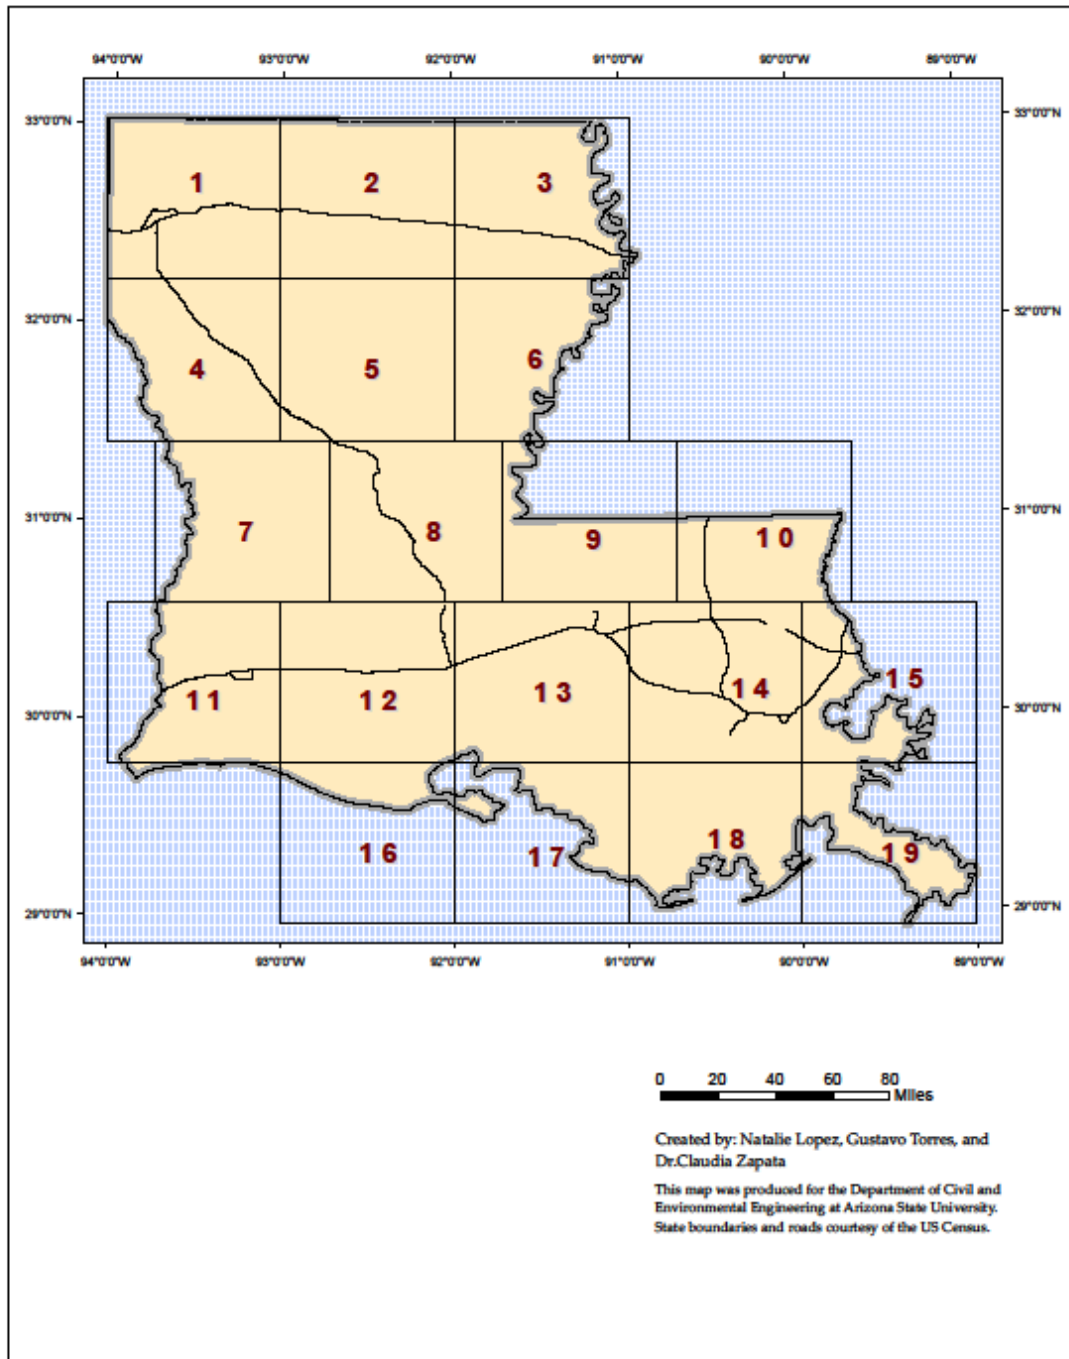 94°0'0"W 93°0'0"W 92°0'0"W 91°0'0"W 90°0'0"W 89°0'0"W
33°0'0"N 33°0'0"N
1 2 3
32°0'0"N 32°0'0"N
4 5 6
31°0'0"N 31°0'0"N
7 8 9 10
30°0'0"N 30°0'0"N
11 12 13 14 15
16 17 18 19
29°0'0"N 29°0'0"N
94°0'0"W 93°0'0"W 92°0'0"W 91°0'0"W 90°0'0"W 89°0'0"W
0 20 40 60 80
Miles
Created by: Natalie Lopez, Gustavo Torres, and
Dr.Claudia Zapata
This map was produced for the Department of Civil and
Environmental Engineering at Arizona State University.
State boundaries and roads courtesy of the US Census.